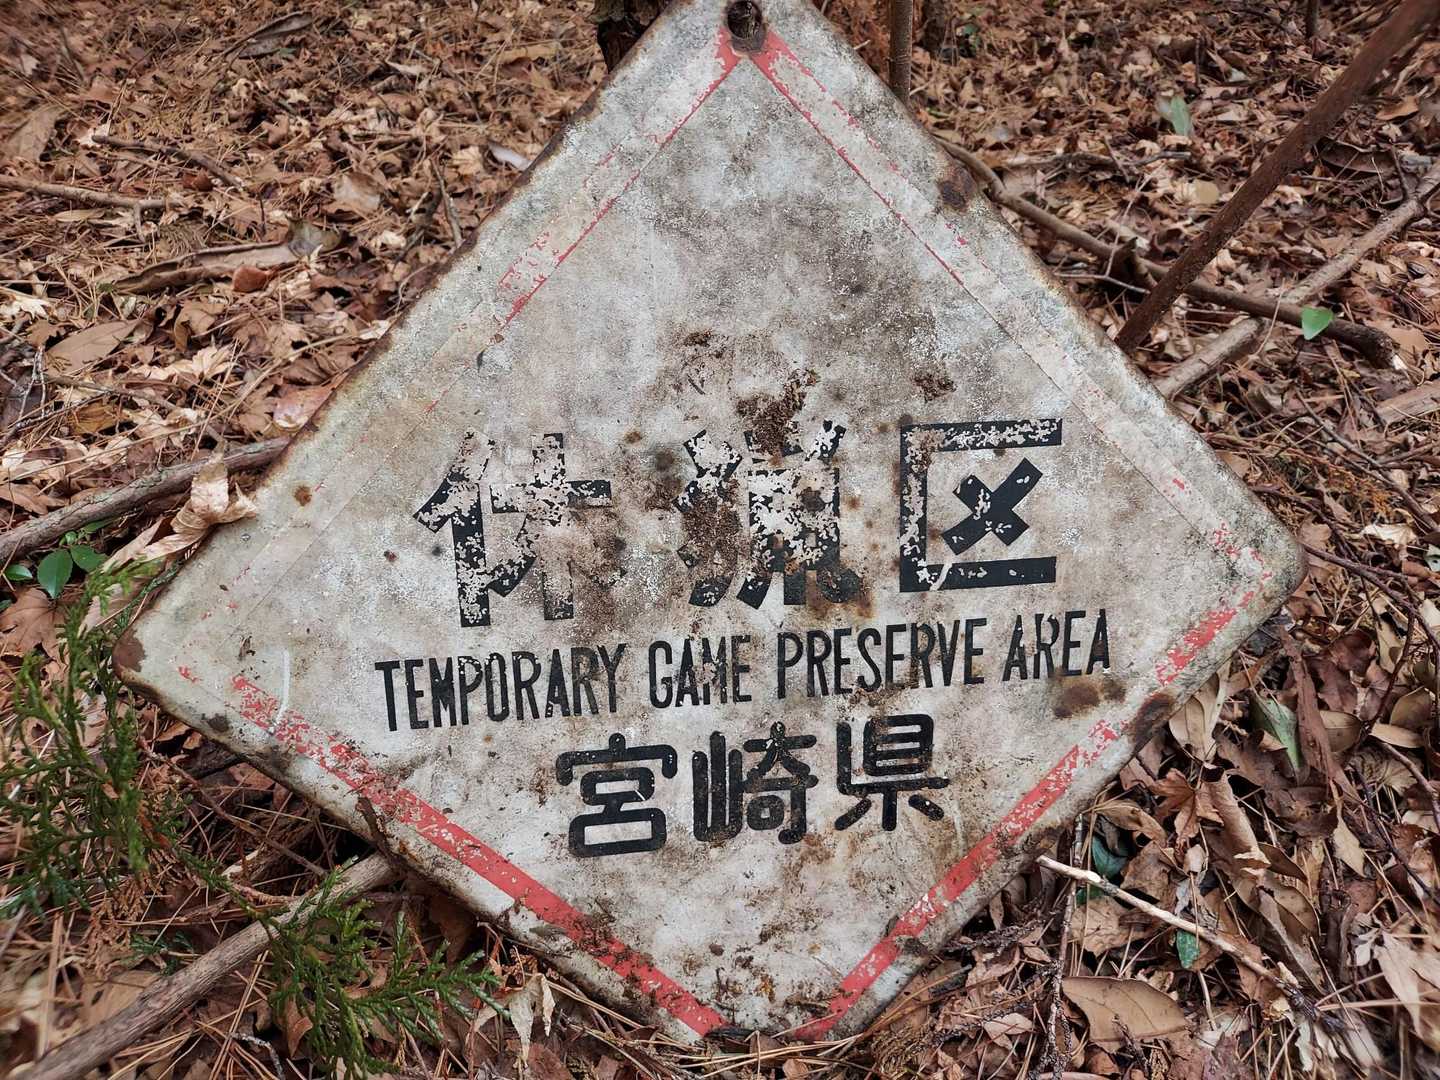 休猟区
TEMPORARY GAME PRESERVE AREA
宮崎県